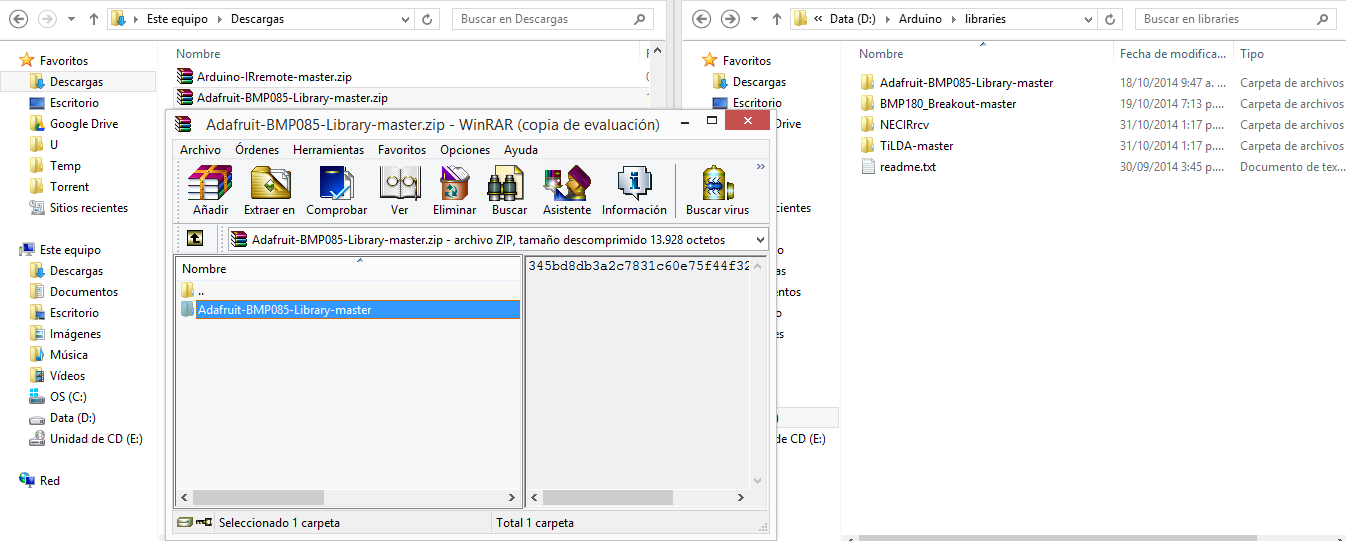 Este equipo
Descargas
Buscar en Descargas
Favoritos
Descargas
Escritorio
Google Drive
U
Temp
Torrent
Sitios recientes
Este equipo
Descargas
Documentos
Escritorio
Imágenes
Música
Vídeos
OS (C:)
Data (D:)
Unidad de CD (E:)
Red
Nombre
Arduino-IRremote-master.zip
Adafruit-BMP085-Library-master.zip
Adafruit-BMP085-Library-master.zip - WinRAR (copia de evaluación)
Archivo Órdenes Herramientas Favoritos Opciones Ayuda
Añadir Extraer en Comprobar Ver Eliminar Buscar Asistente Información Buscar virus
Adafruit-BMP085-Library-master.zip - archivo ZIP, tamaño descomprimido 13.928 octetos
Nombre
..
Adafruit-BMP085-Library-master
345bd8db3a2c7831c60e75f44f32
Seleccionado 1 carpeta
Total 1 carpeta
Data (D:)
Arduino
libraries
Buscar en libraries
Favoritos
Descargas
Escritorio
rive
cientes
as
ntos
o
es
)
de CD (E:)
Nombre Fecha de modifica... Tipo
Adafruit-BMP085-Library-master 18/10/2014 9:47 a. ... Carpeta de archivos
BMP180_Breakout-master 19/10/2014 7:13 p.... Carpeta de archivos
NECIRrcv 31/10/2014 1:17 p.... Carpeta de archivos
TiLDA-master 31/10/2014 1:17 p.... Carpeta de archivos
readme.txt 30/09/2014 3:45 p.... Documento de tex...